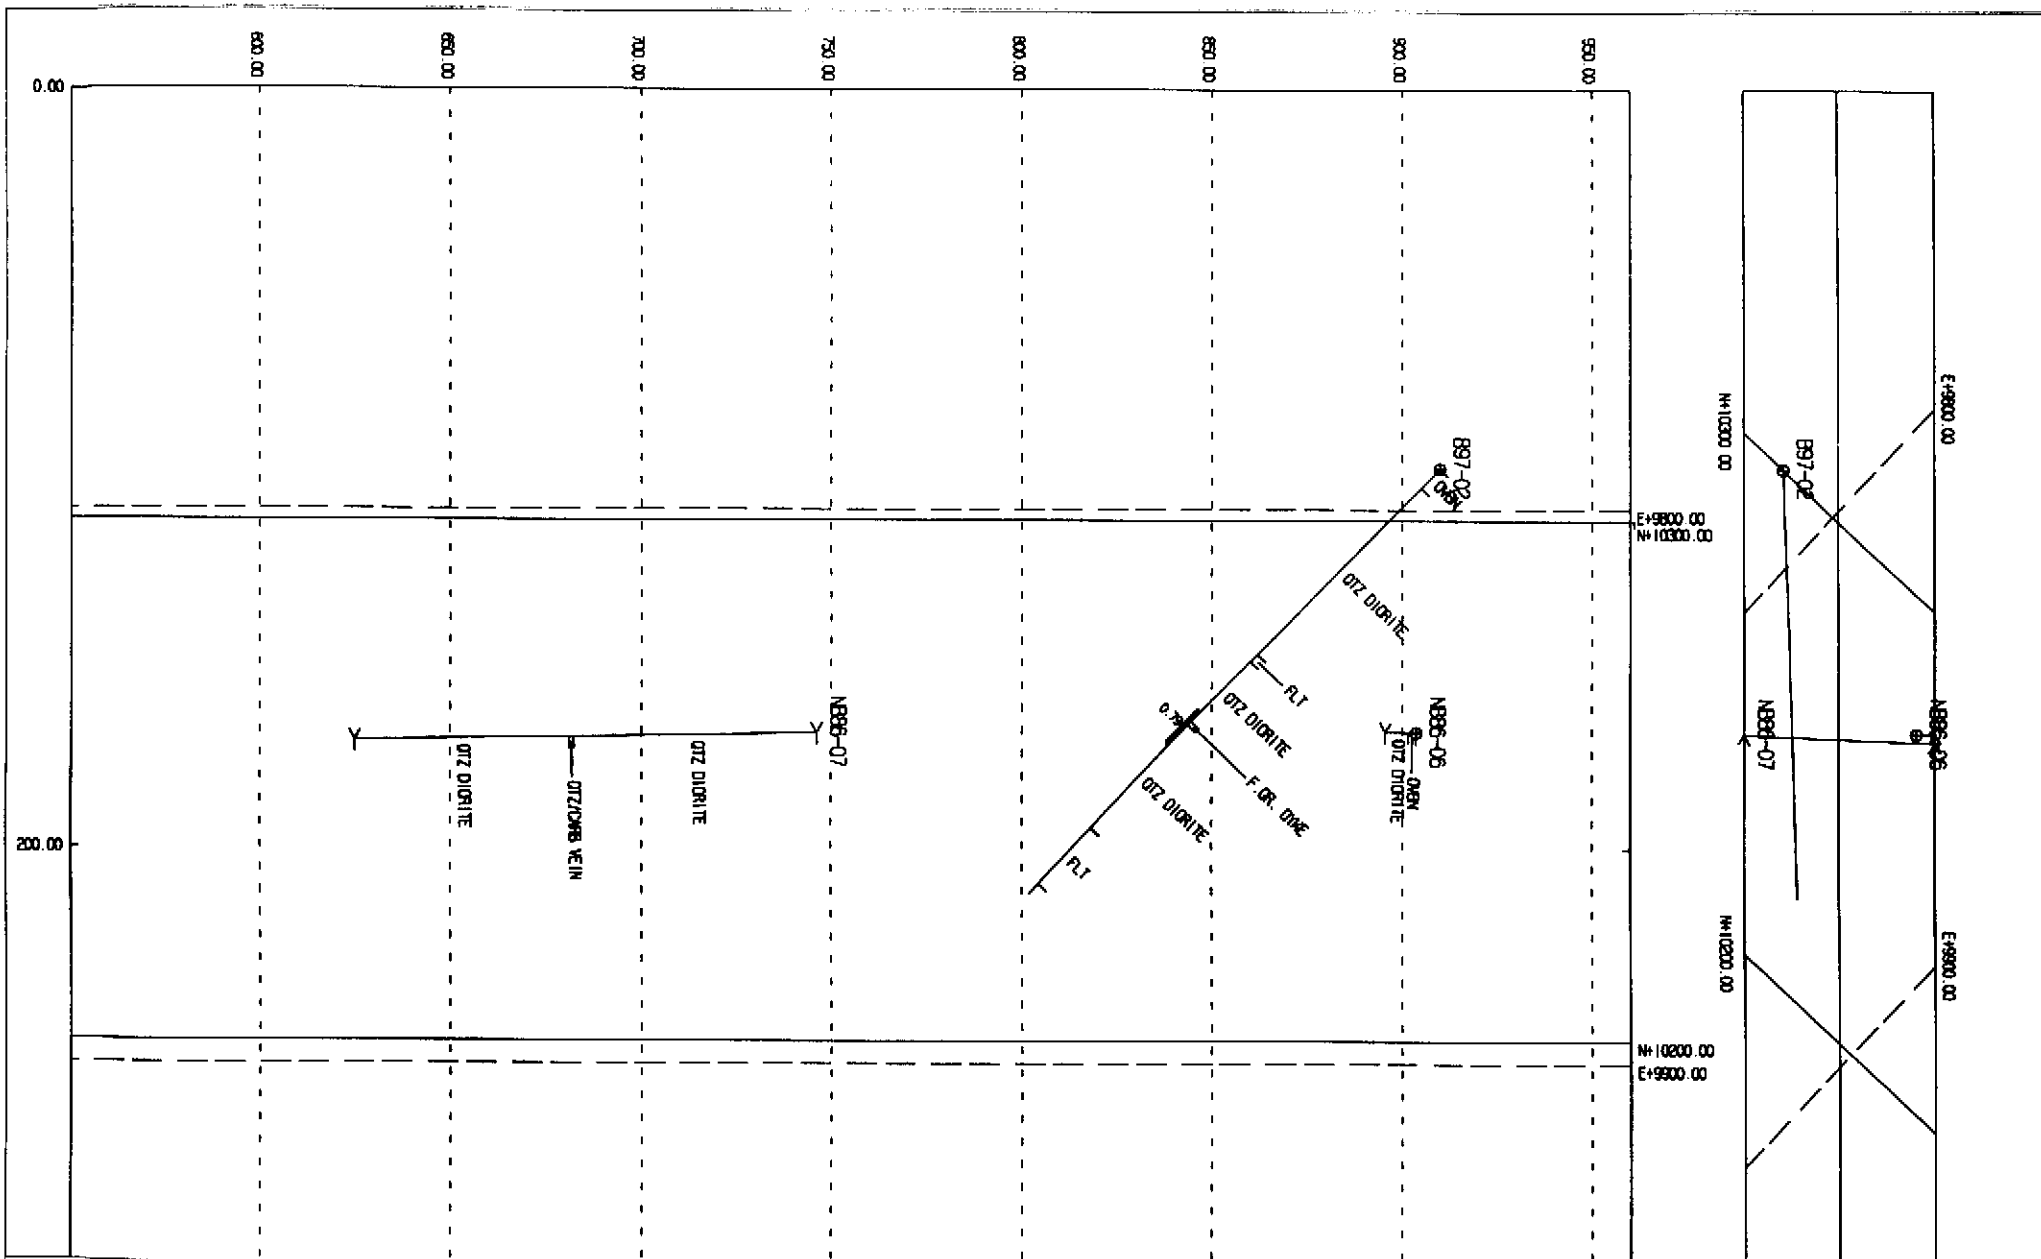 600.00
650.00
700.00
750.00
800.00
850.00
900.00
950.00
0.00
200.00
B97-02
OVBN
E+9800.00
N+10300.00
QTZ DIORITE
FLT
QTZ DIORITE
0.79
F.GR. DYKE
QTZ DIORITE
FLT
NB86-06
OVBN
QTZ DIORITE
NB86-07
QTZ DIORITE
QTZ/CARB VEIN
QTZ DIORITE
N+10200.00
E+9900.00
E+9800.00
N+10300.00
B97-02
NB86-07
NB86-06
N+10200.00
E+9900.00